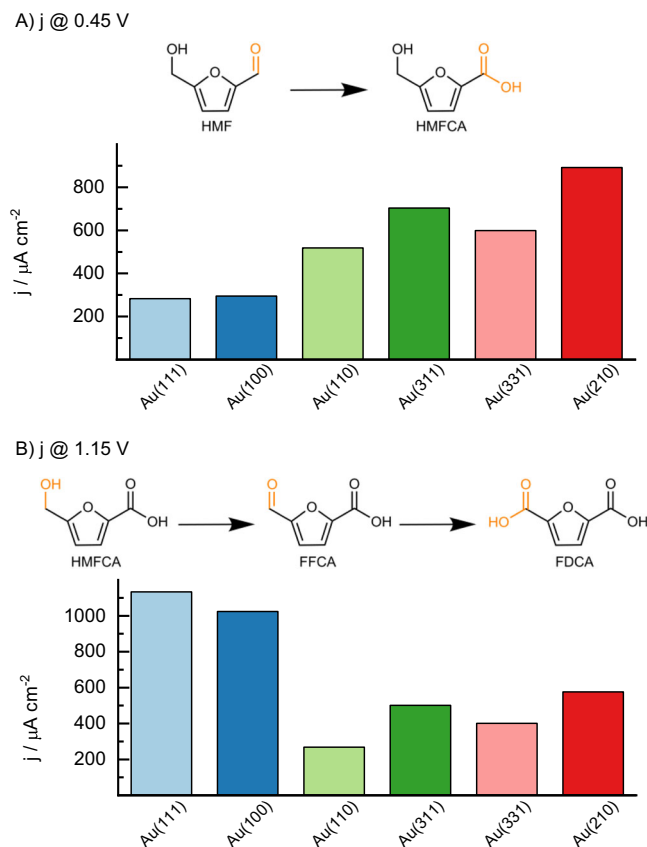 A) j @ 0.45 V
OH
O
O
HMF
OH
O
O
OH
HMFCA
j / μA cm-2
800
600
400
200
Au(111)
Au(100)
Au(110)
Au(311)
Au(331)
Au(210)
B) j @ 1.15 V
OH
O
O
OH
HMFCA
O
O
O
OH
FFCA
O
HO
O
O
OH
FDCA
j / μA cm-2
1000
800
600
400
200
Au(111)
Au(100)
Au(110)
Au(311)
Au(331)
Au(210)